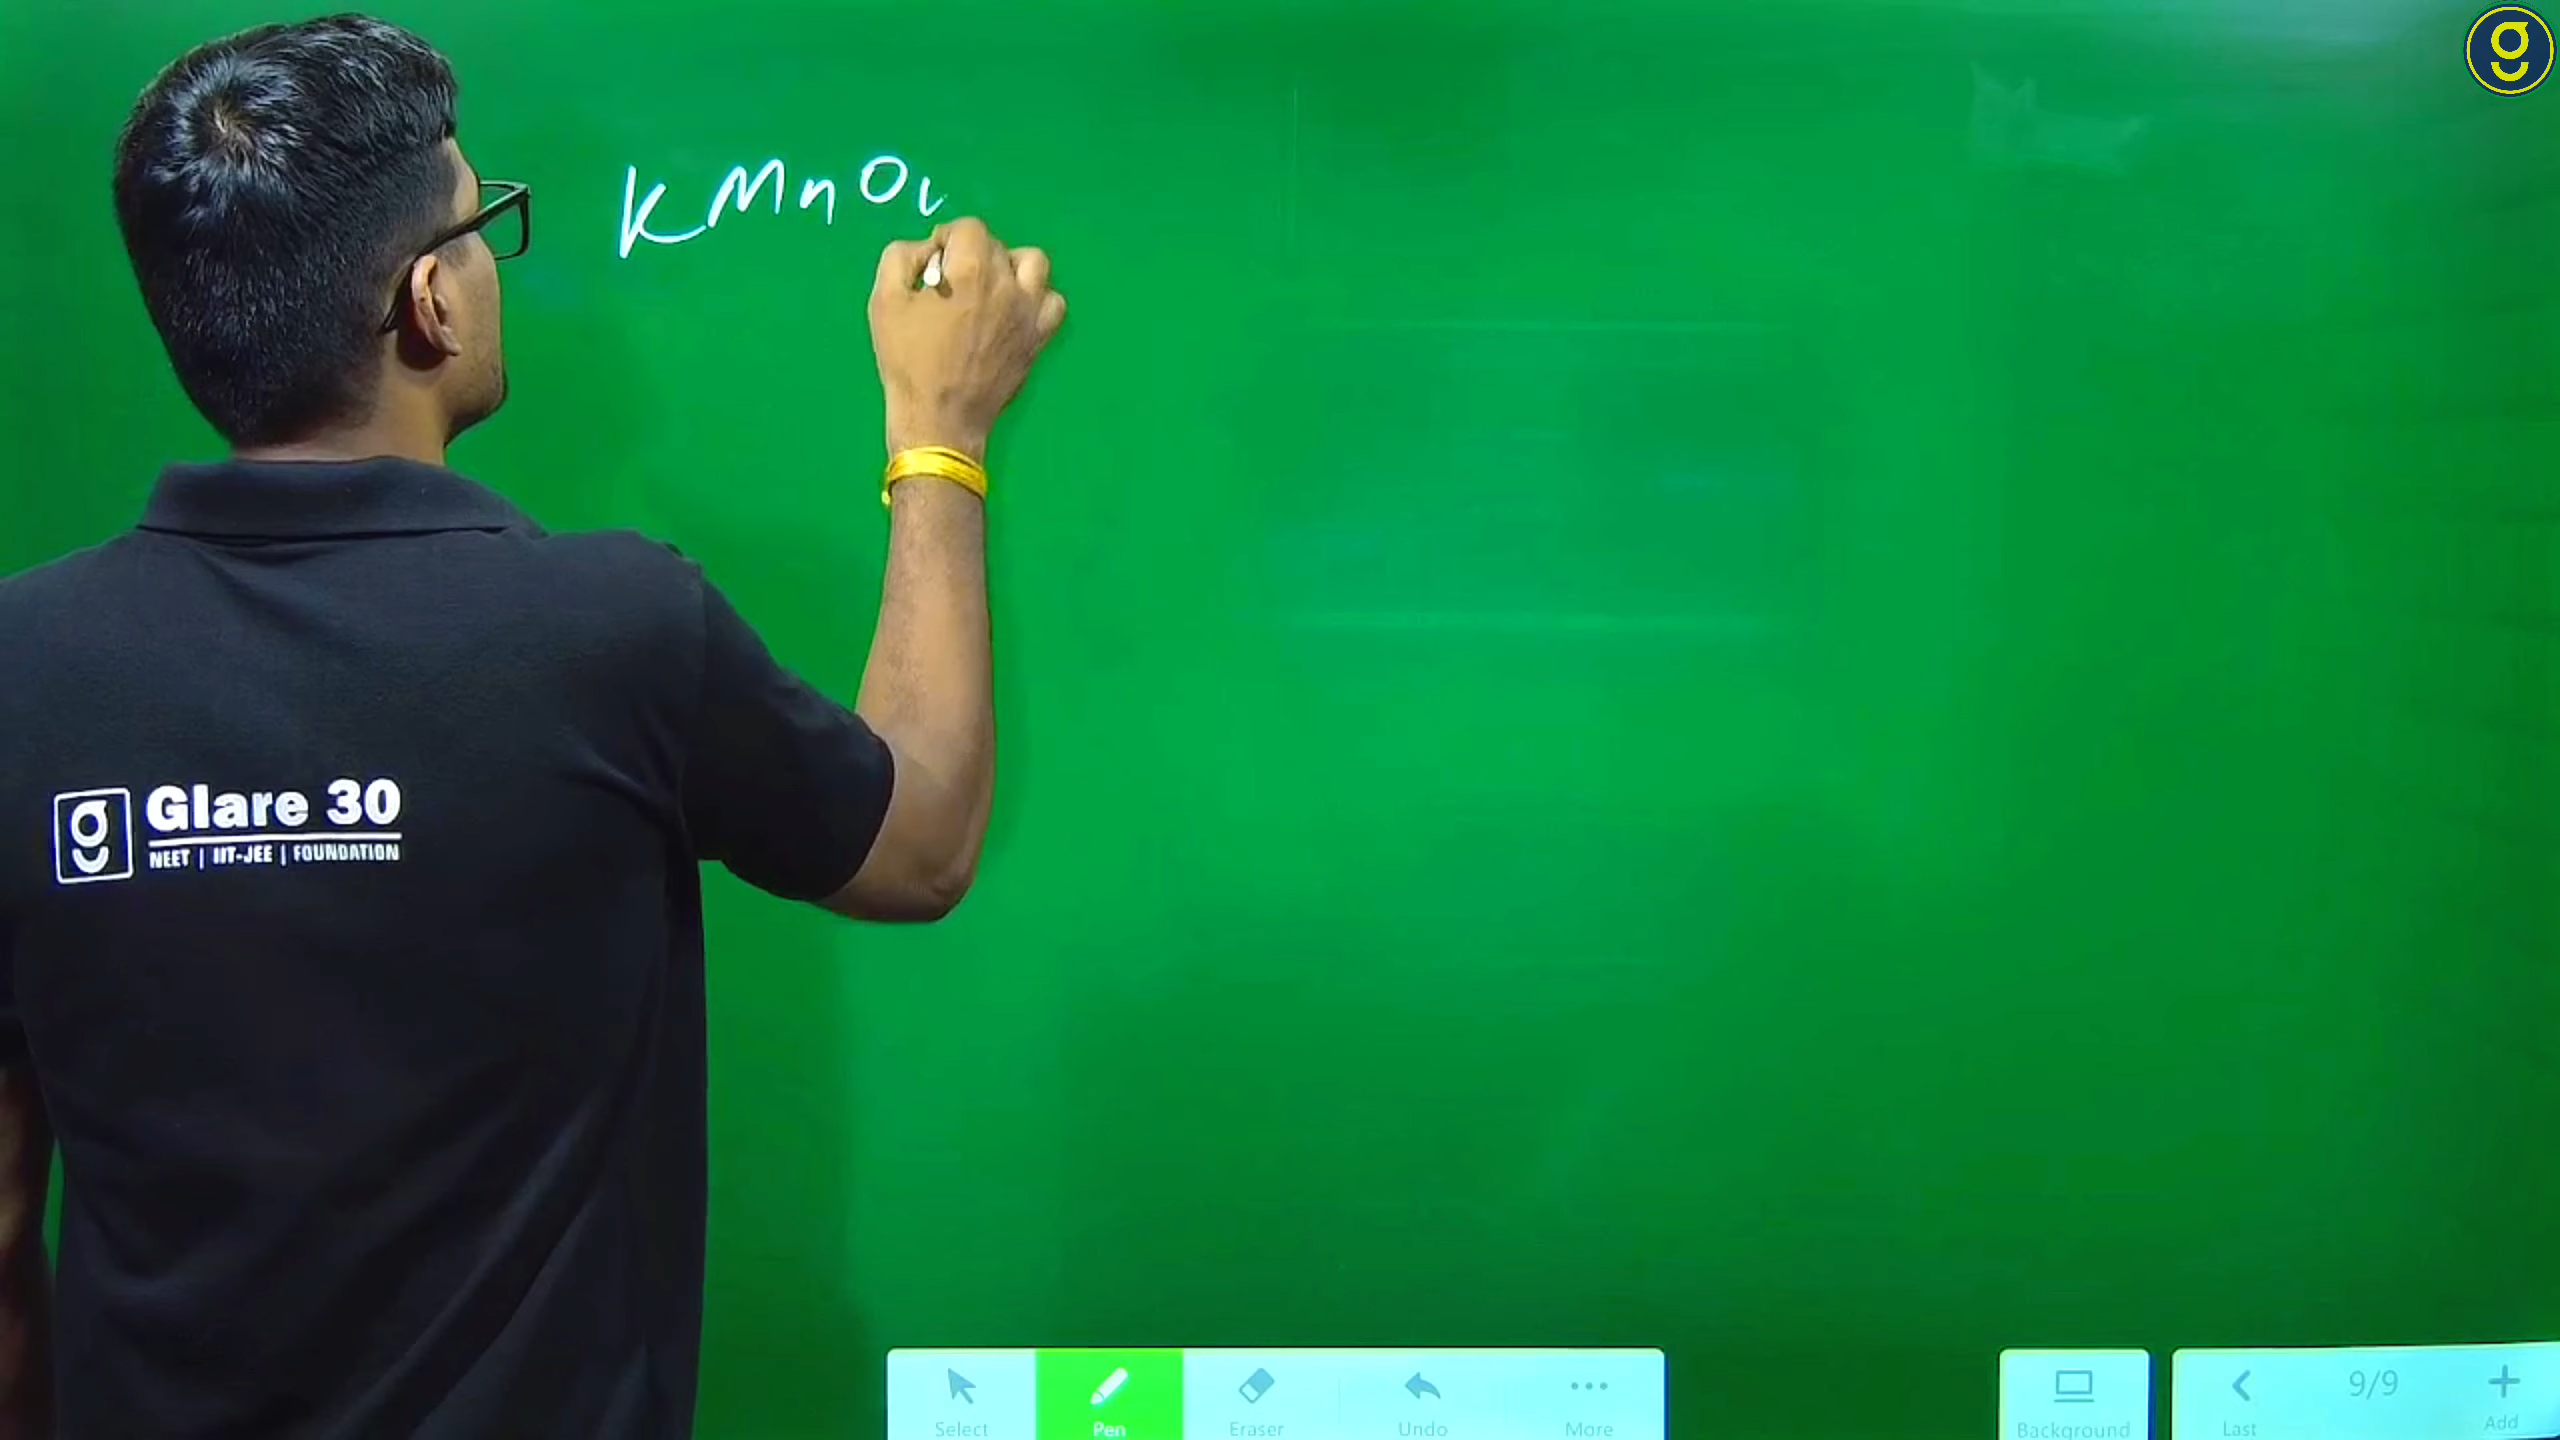 KMnO
Glare 30
NEET | IIT-JEE | FOUNDATION
Select
Pen
Eraser
Undo
More
Background
Last
9/9
Add